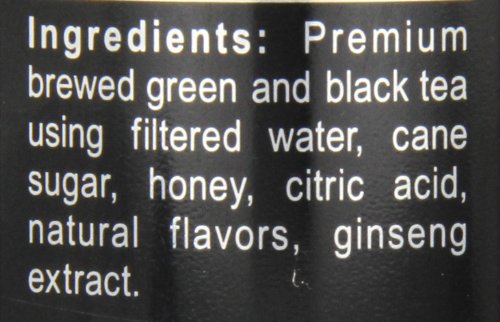 Ingredients: Premium
brewed green and black tea
using filtered water, cane
sugar, honey, citric acid,
natural flavors, ginseng
extract.